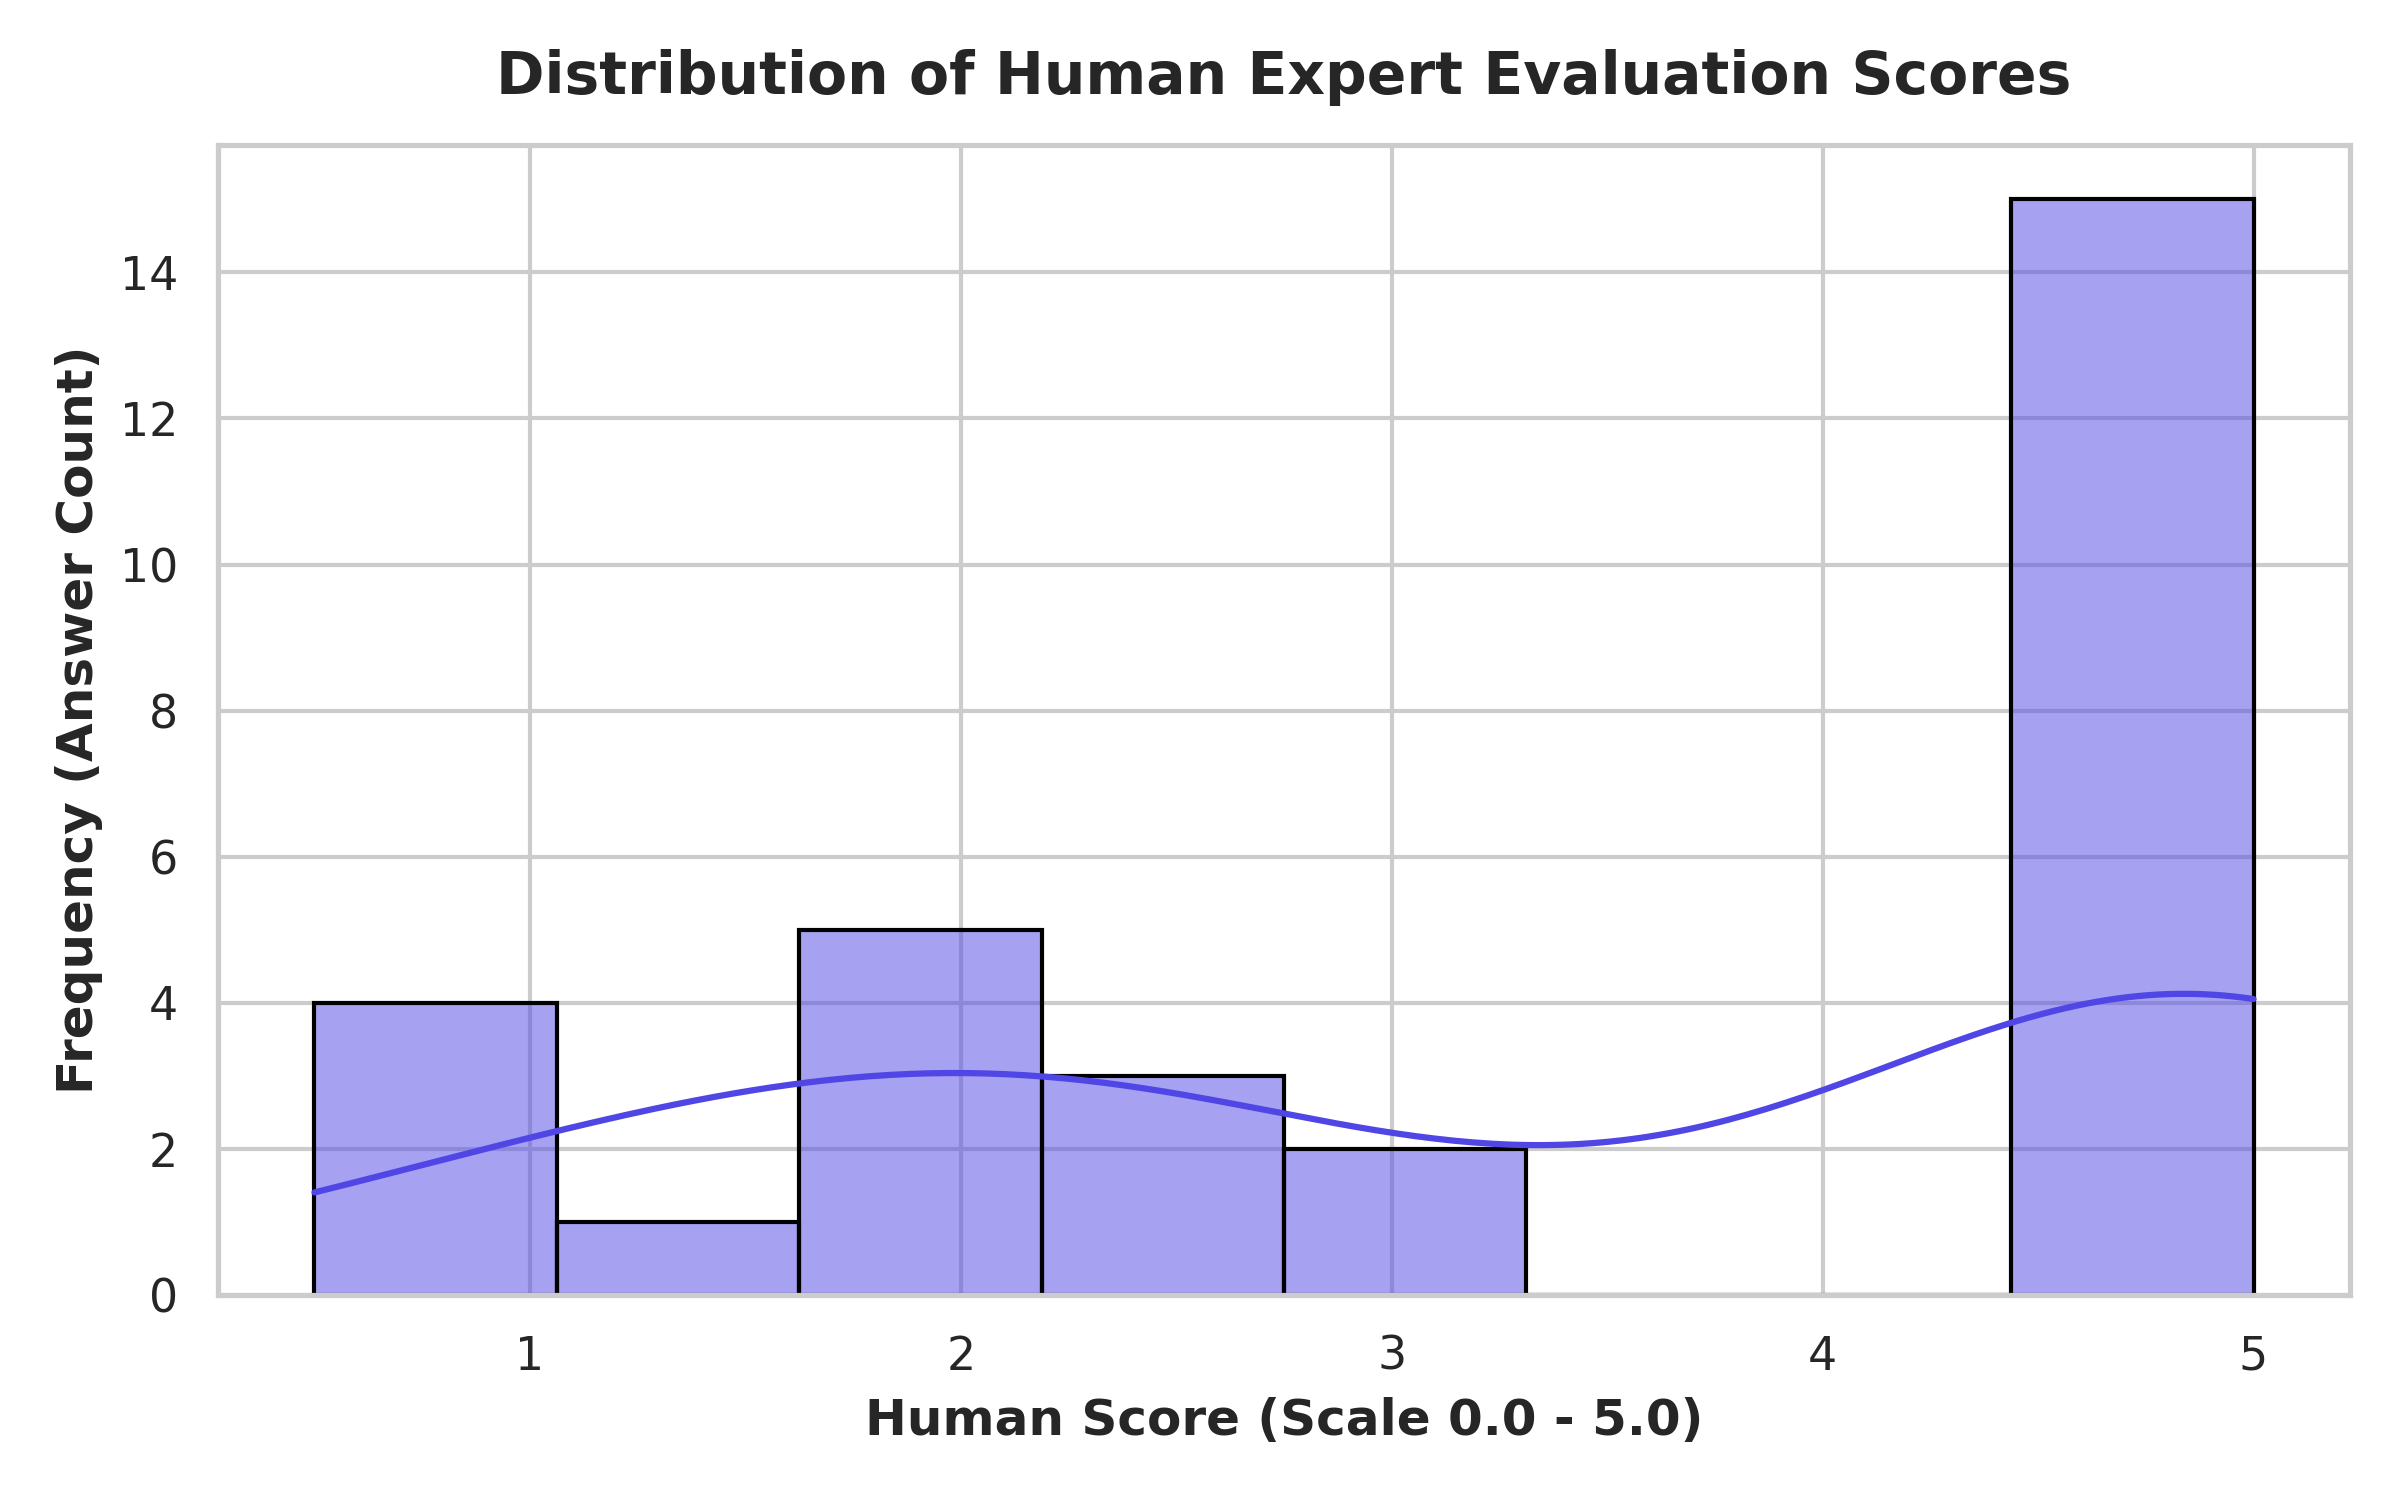 Distribution of Human Expert Evaluation Scores
Frequency (Answer Count)
14
12
10
8
6
4
2
0
1 2 3 4 5
Human Score (Scale 0.0 - 5.0)